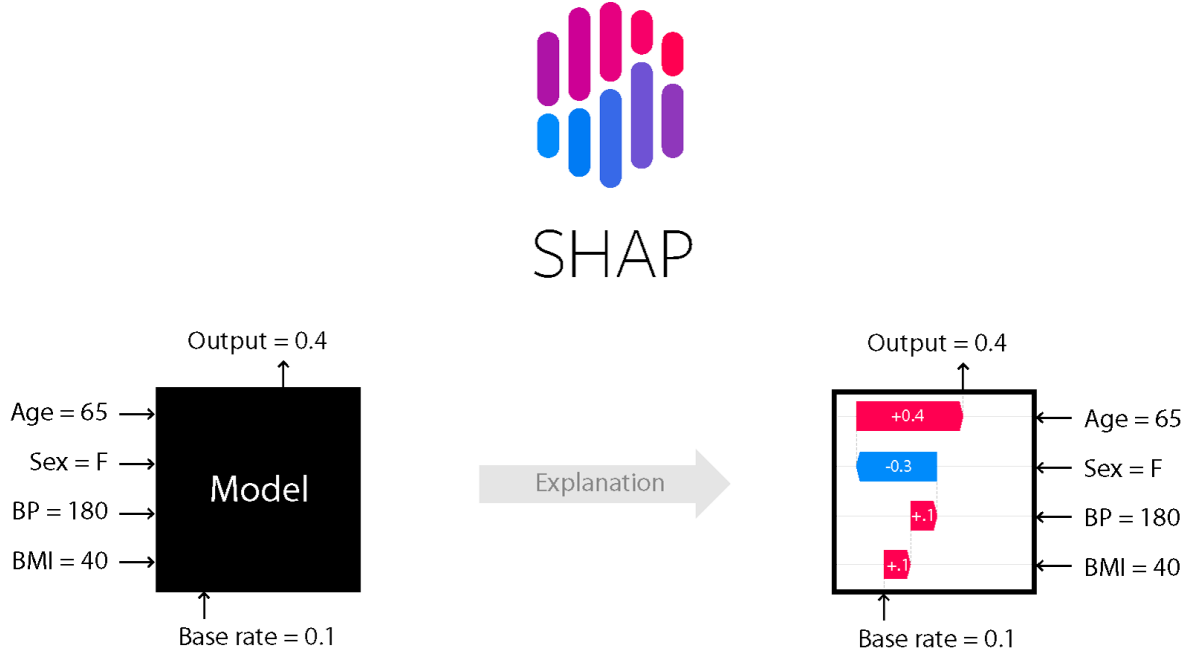 SHAP
Output = 0.4
Age = 65
Sex = F
BP = 180
BMI = 40
Model
Base rate = 0.1
Explanation
Output = 0.4
+0.4
Age = 65
-0.3
Sex = F
+.1
BP = 180
+.1
BMI = 40
Base rate = 0.1